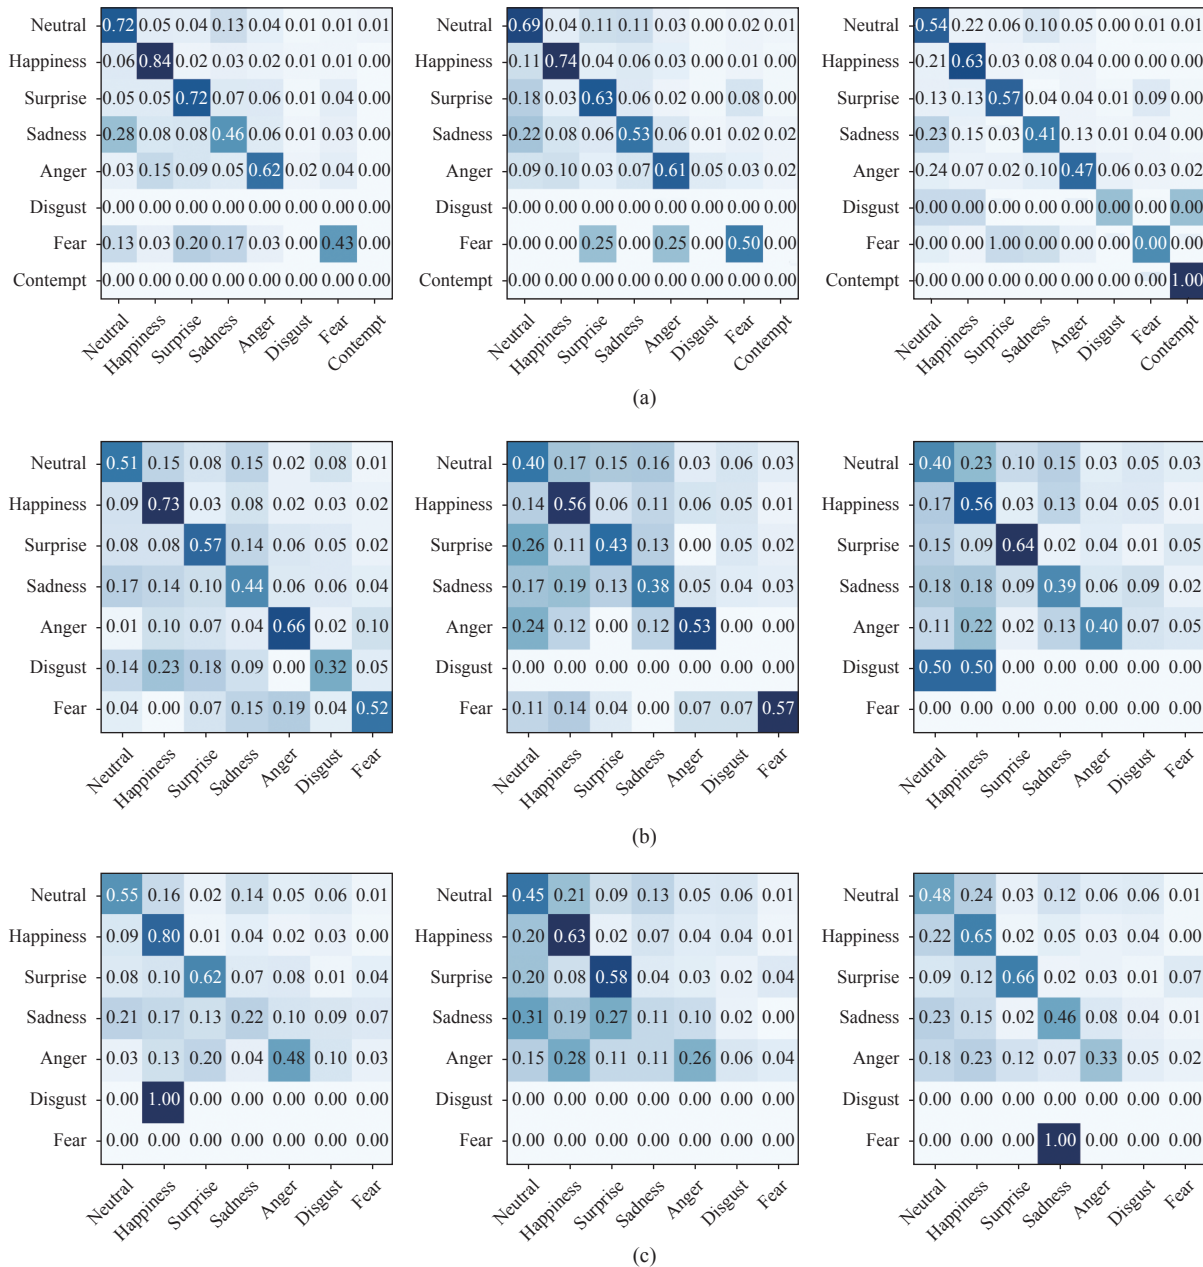 Neutral 0.72 0.05 0.04 0.13 0.04 0.01 0.01 0.01
Happiness 0.06 0.84 0.02 0.03 0.02 0.01 0.01 0.00
Surprise 0.05 0.05 0.72 0.07 0.06 0.01 0.04 0.00
Sadness 0.28 0.08 0.08 0.46 0.06 0.01 0.03 0.00
Anger 0.03 0.15 0.09 0.05 0.62 0.02 0.04 0.00
Disgust 0.00 0.00 0.00 0.00 0.00 0.00 0.00 0.00
Fear 0.13 0.03 0.20 0.17 0.03 0.00 0.43 0.00
Contempt 0.00 0.00 0.00 0.00 0.00 0.00 0.00 0.00
Neutral Happiness Surprise Sadness Anger Disgust Fear Contempt
Neutral 0.69 0.04 0.11 0.11 0.03 0.00 0.02 0.01
Happiness 0.11 0.74 0.04 0.06 0.03 0.00 0.01 0.00
Surprise 0.18 0.03 0.63 0.06 0.02 0.00 0.08 0.00
Sadness 0.22 0.08 0.06 0.53 0.06 0.01 0.02 0.02
Anger 0.09 0.10 0.03 0.07 0.61 0.05 0.03 0.02
Disgust 0.00 0.00 0.00 0.00 0.00 0.00 0.00 0.00
Fear 0.00 0.00 0.25 0.00 0.25 0.00 0.50 0.00
Contempt 0.00 0.00 0.00 0.00 0.00 0.00 0.00 0.00
Neutral Happiness Surprise Sadness Anger Disgust Fear Contempt
Neutral 0.54 0.22 0.06 0.10 0.05 0.00 0.01 0.01
Happiness 0.21 0.63 0.03 0.08 0.04 0.00 0.00 0.00
Surprise 0.13 0.13 0.57 0.04 0.04 0.01 0.09 0.00
Sadness 0.23 0.15 0.03 0.41 0.13 0.01 0.04 0.00
Anger 0.24 0.07 0.02 0.10 0.47 0.06 0.03 0.02
Disgust 0.00 0.00 0.00 0.00 0.00 0.00 0.00 0.00
Fear 0.00 0.00 1.00 0.00 0.00 0.00 0.00 0.00
Contempt 0.00 0.00 0.00 0.00 0.00 0.00 0.00 1.00
Neutral Happiness Surprise Sadness Anger Disgust Fear Contempt
(a)
Neutral 0.51 0.15 0.08 0.15 0.02 0.08 0.01
Happiness 0.09 0.73 0.03 0.08 0.02 0.03 0.02
Surprise 0.08 0.08 0.57 0.14 0.06 0.05 0.02
Sadness 0.17 0.14 0.10 0.44 0.06 0.06 0.04
Anger 0.01 0.10 0.07 0.04 0.66 0.02 0.10
Disgust 0.14 0.23 0.18 0.09 0.00 0.32 0.05
Fear 0.04 0.00 0.07 0.15 0.19 0.04 0.52
Neutral Happiness Surprise Sadness Anger Disgust Fear
Neutral 0.40 0.17 0.15 0.16 0.03 0.06 0.03
Happiness 0.14 0.56 0.06 0.11 0.06 0.05 0.01
Surprise 0.26 0.11 0.43 0.13 0.00 0.05 0.02
Sadness 0.17 0.19 0.13 0.38 0.05 0.04 0.03
Anger 0.24 0.12 0.00 0.12 0.53 0.00 0.00
Disgust 0.00 0.00 0.00 0.00 0.00 0.00 0.00
Fear 0.11 0.14 0.04 0.00 0.07 0.07 0.57
Neutral Happiness Surprise Sadness Anger Disgust Fear
Neutral 0.40 0.23 0.10 0.15 0.03 0.05 0.03
Happiness 0.17 0.56 0.03 0.13 0.04 0.05 0.01
Surprise 0.15 0.09 0.64 0.02 0.04 0.01 0.05
Sadness 0.18 0.18 0.09 0.39 0.06 0.09 0.02
Anger 0.11 0.22 0.02 0.13 0.40 0.07 0.05
Disgust 0.50 0.50 0.00 0.00 0.00 0.00 0.00
Fear 0.00 0.00 0.00 0.00 0.00 0.00 0.00
Neutral Happiness Surprise Sadness Anger Disgust Fear
(b)
Neutral 0.55 0.16 0.02 0.14 0.05 0.06 0.01
Happiness 0.09 0.80 0.01 0.04 0.02 0.03 0.00
Surprise 0.08 0.10 0.62 0.07 0.08 0.01 0.04
Sadness 0.21 0.17 0.13 0.22 0.10 0.09 0.07
Anger 0.03 0.13 0.20 0.04 0.48 0.10 0.03
Disgust 0.00 1.00 0.00 0.00 0.00 0.00 0.00
Fear 0.00 0.00 0.00 0.00 0.00 0.00 0.00
Neutral Happiness Surprise Sadness Anger Disgust Fear
Neutral 0.45 0.21 0.09 0.13 0.05 0.06 0.01
Happiness 0.20 0.63 0.02 0.07 0.04 0.04 0.01
Surprise 0.20 0.08 0.58 0.04 0.03 0.02 0.04
Sadness 0.31 0.19 0.27 0.11 0.10 0.02 0.00
Anger 0.15 0.28 0.11 0.11 0.26 0.06 0.04
Disgust 0.00 0.00 0.00 0.00 0.00 0.00 0.00
Fear 0.00 0.00 0.00 0.00 0.00 0.00 0.00
Neutral Happiness Surprise Sadness Anger Disgust Fear
Neutral 0.48 0.24 0.03 0.12 0.06 0.06 0.01
Happiness 0.22 0.65 0.02 0.05 0.03 0.04 0.00
Surprise 0.09 0.12 0.66 0.02 0.03 0.01 0.07
Sadness 0.23 0.15 0.02 0.46 0.08 0.04 0.01
Anger 0.18 0.23 0.12 0.07 0.33 0.05 0.02
Disgust 0.00 0.00 0.00 0.00 0.00 0.00 0.00
Fear 0.00 0.00 0.00 1.00 0.00 0.00 0.00
Neutral Happiness Surprise Sadness Anger Disgust Fear
(c)